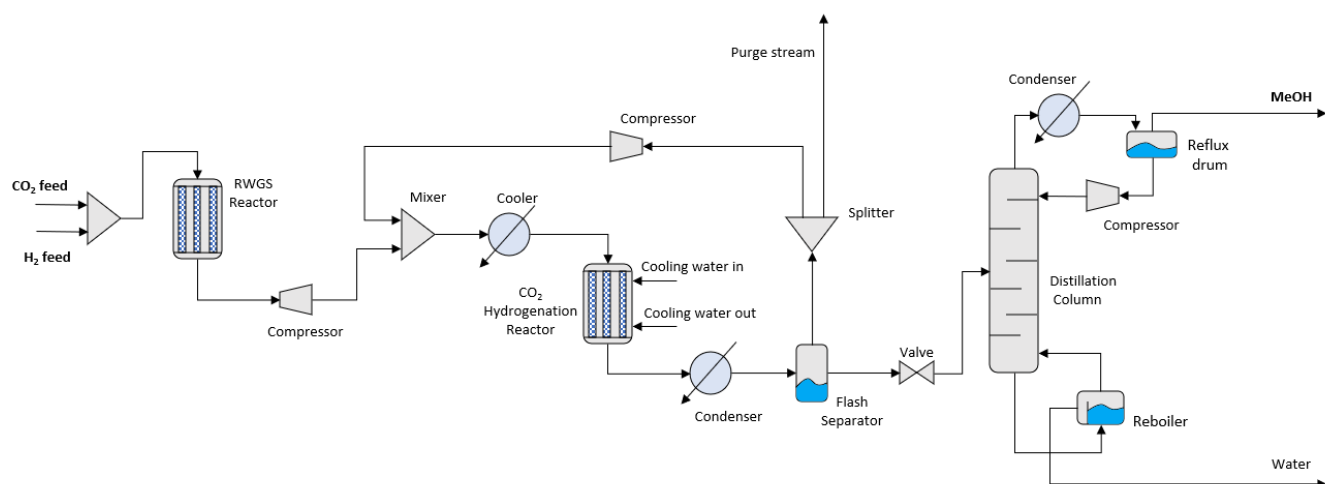 Purge stream
Condenser
MeOH
Compressor
Reflux
drum
CO₂ feed
RWGS
Reactor
Mixer
Cooler
Splitter
Compressor
H₂ feed
Cooling water in
Distillation
Column
CO₂
Hydrogenation
Reactor
Cooling water out
Compressor
Valve
Condenser
Flash
Separator
Reboiler
Water